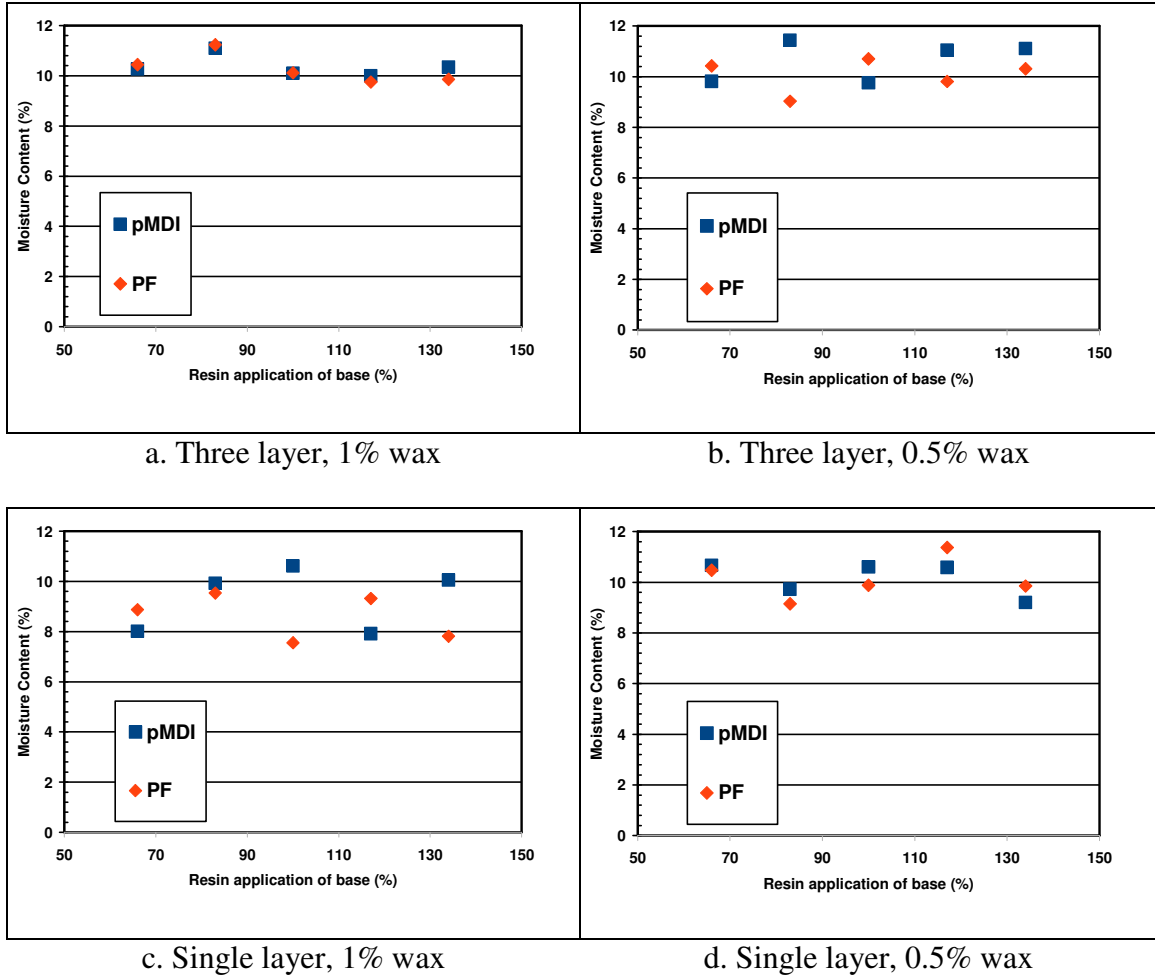 12
10
8
6
4
2
0
Moisture Content (%)
pMDI
PF
50 70 90 110 130 150
Resin application of base (%)
a. Three layer, 1% wax
12
10
8
6
4
2
0
Moisture Content (%)
pMDI
PF
50 70 90 110 130 150
Resin application of base (%)
b. Three layer, 0.5% wax
12
10
8
6
4
2
0
Moisture Content (%)
pMDI
PF
50 70 90 110 130 150
Resin application of base (%)
c. Single layer, 1% wax
12
10
8
6
4
2
0
Moisture Content (%)
pMDI
PF
50 70 90 110 130 150
Resin application of base (%)
d. Single layer, 0.5% wax